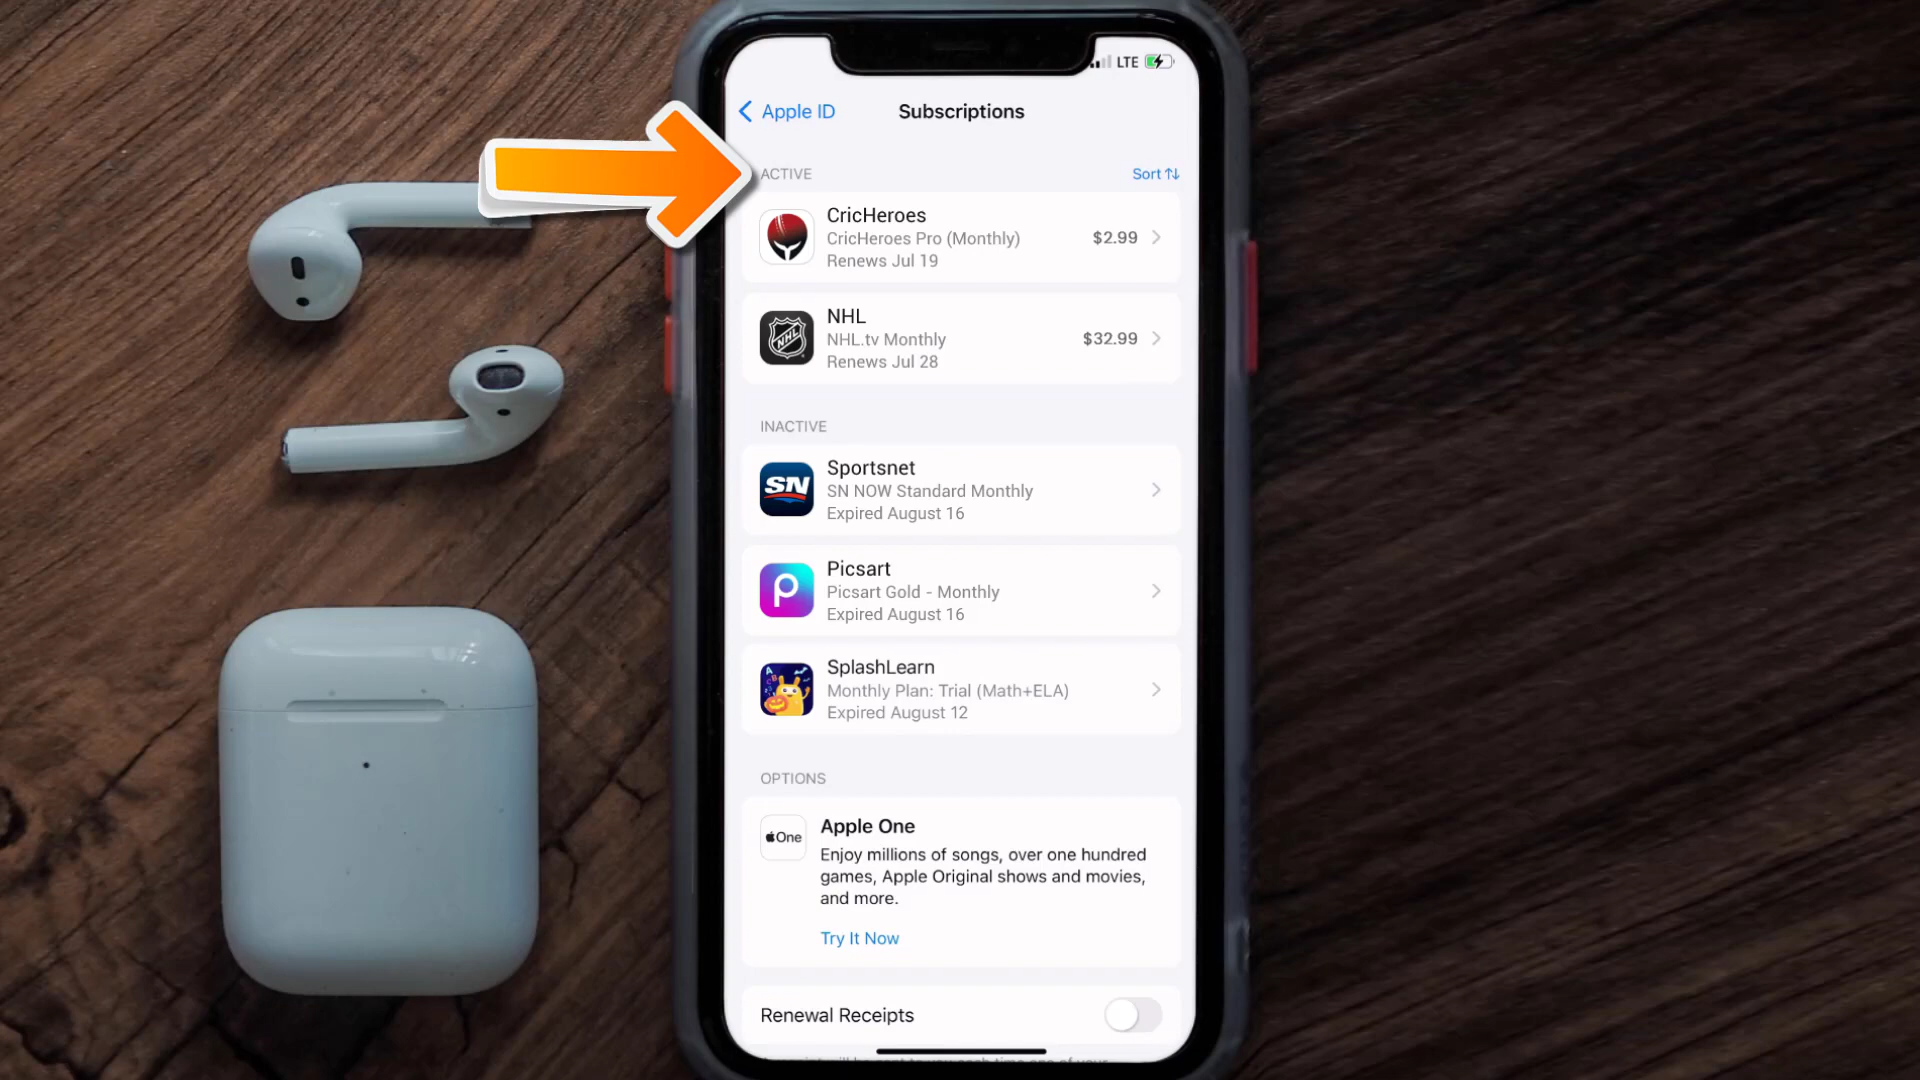 LTE
Apple ID
Subscriptions
ACTIVE
Sort
CricHeroes
CricHeroes Pro (Monthly)
$2.99
Renews Jul 19
NHL
NHL
NHL.tv Monthly
$32.99
Renews Jul 28
INACTIVE
Sportsnet
SN
SN NOW Standard Monthly
Expired August 16
Picsart
P
Picsart Gold - Monthly
Expired August 16
SplashLearn
Monthly Plan: Trial (Math+ELA)
Expired August 12
OPTIONS
One
Apple One
Enjoy millions of songs, over one hundred
games, Apple Original shows and movies,
and more.
Try It Now
Renewal Receipts